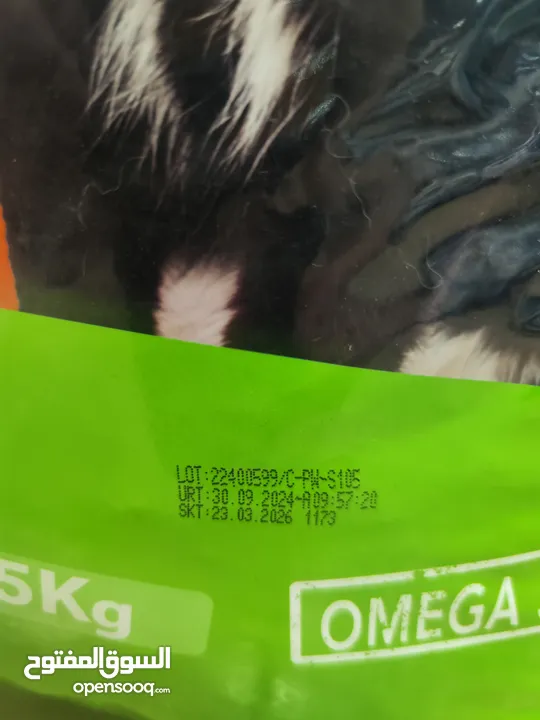 LOT:22400599/C-PW-S105
URT:30.09.2024-A09:57:20
SKT:23.03.2026 1173
5Kg
OMEGA
السوق المفتوح
opensooq.com